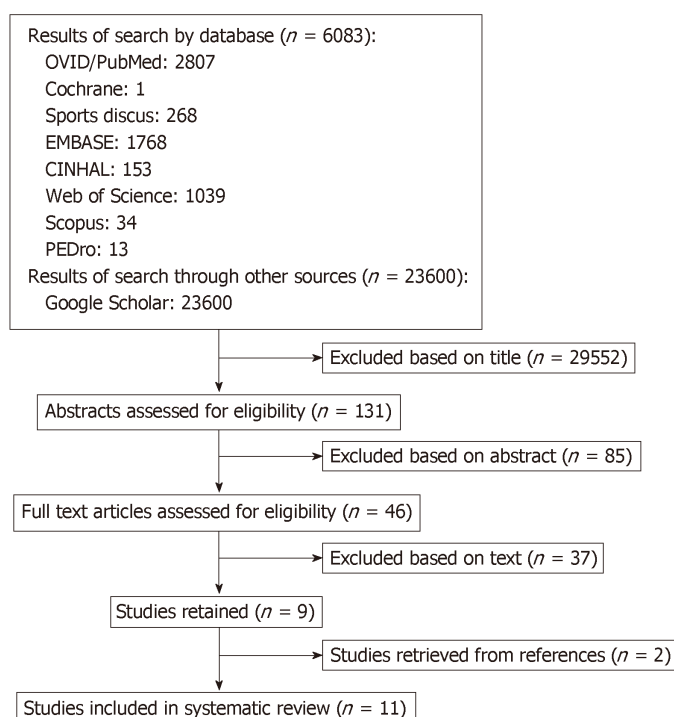 Results of search by database (n = 6083):
OVID/PubMed: 2807
Cochrane: 1
Sports discus: 268
EMBASE: 1768
CINHAL: 153
Web of Science: 1039
Scopus: 34
PEDro: 13
Results of search through other sources (n = 23600):
Google Scholar: 23600
Excluded based on title (n = 29552)
Abstracts assessed for eligibility (n = 131)
Excluded based on abstract (n = 85)
Full text articles assessed for eligibility (n = 46)
Excluded based on text (n = 37)
Studies retained (n = 9)
Studies retrieved from references (n = 2)
Studies included in systematic review (n = 11)